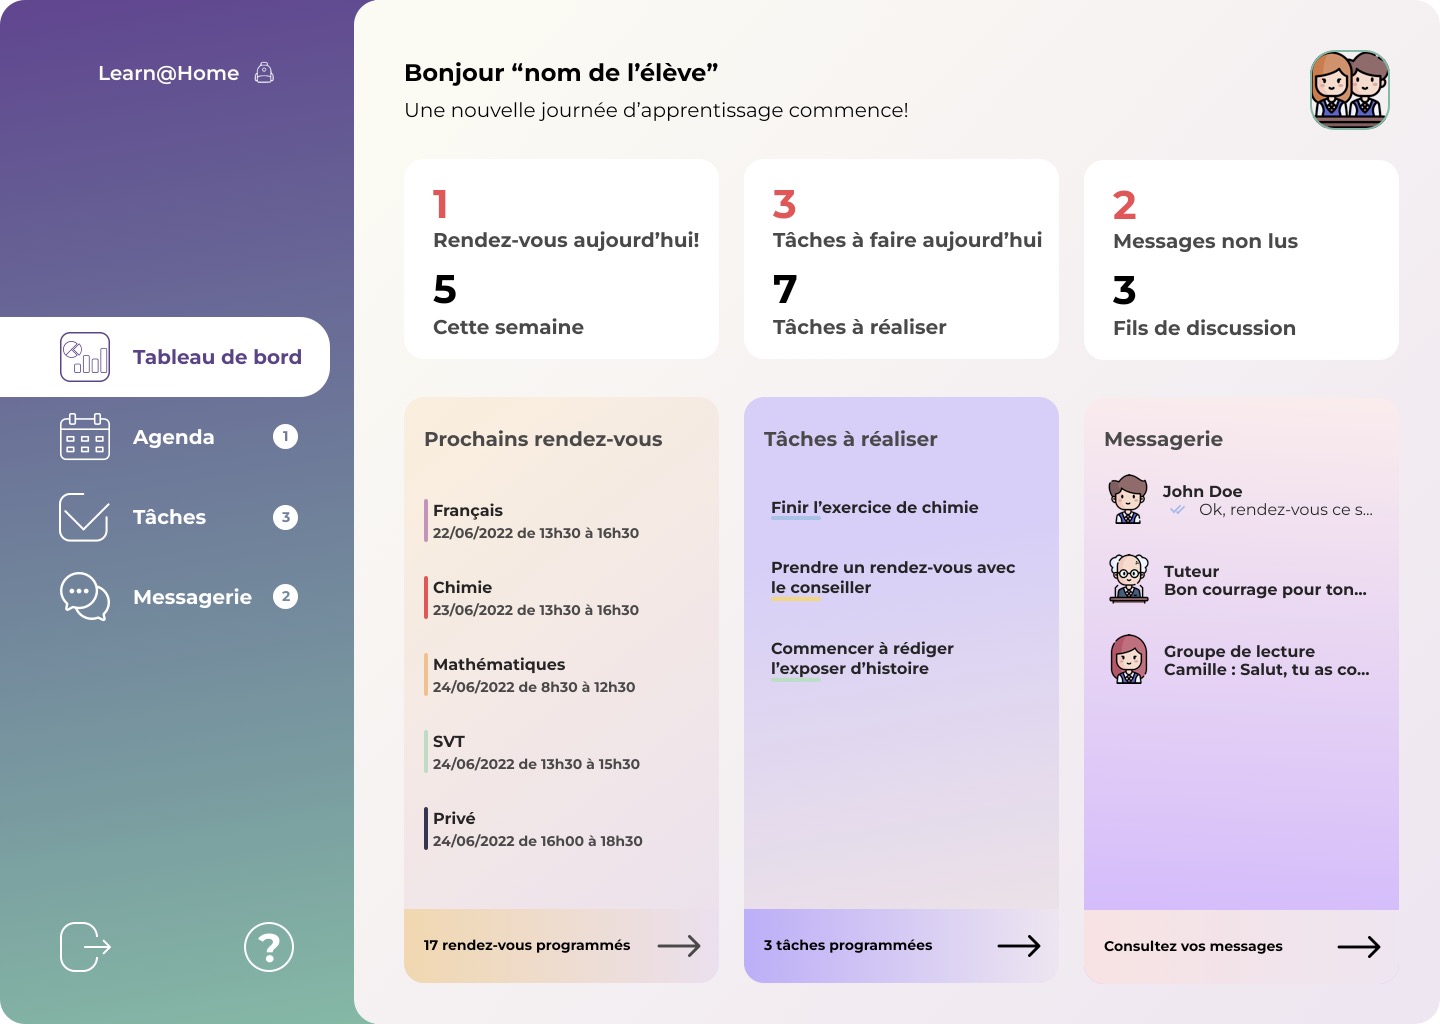 Learn@Home
Tableau de bord
Agenda
1
Tâches
3
Messagerie
2
?
Bonjour “nom de l’élève”
Une nouvelle journée d’apprentissage commence!
1
Rendez-vous aujourd’hui!
5
Cette semaine
3
Tâches à faire aujourd’hui
7
Tâches à réaliser
2
Messages non lus
3
Fils de discussion
Prochains rendez-vous
Français
22/06/2022 de 13h30 à 16h30
Chimie
23/06/2022 de 13h30 à 16h30
Mathématiques
24/06/2022 de 8h30 à 12h30
SVT
24/06/2022 de 13h30 à 15h30
Privé
24/06/2022 de 16h00 à 18h30
17 rendez-vous programmés
Tâches à réaliser
Finir l’exercice de chimie
Prendre un rendez-vous avec
le conseiller
Commencer à rédiger
l’exposer d’histoire
3 tâches programmées
Messagerie
John Doe
Ok, rendez-vous ce s...
Tuteur
Bon courrage pour ton...
Groupe de lecture
Camille : Salut, tu as co...
Consultez vos messages